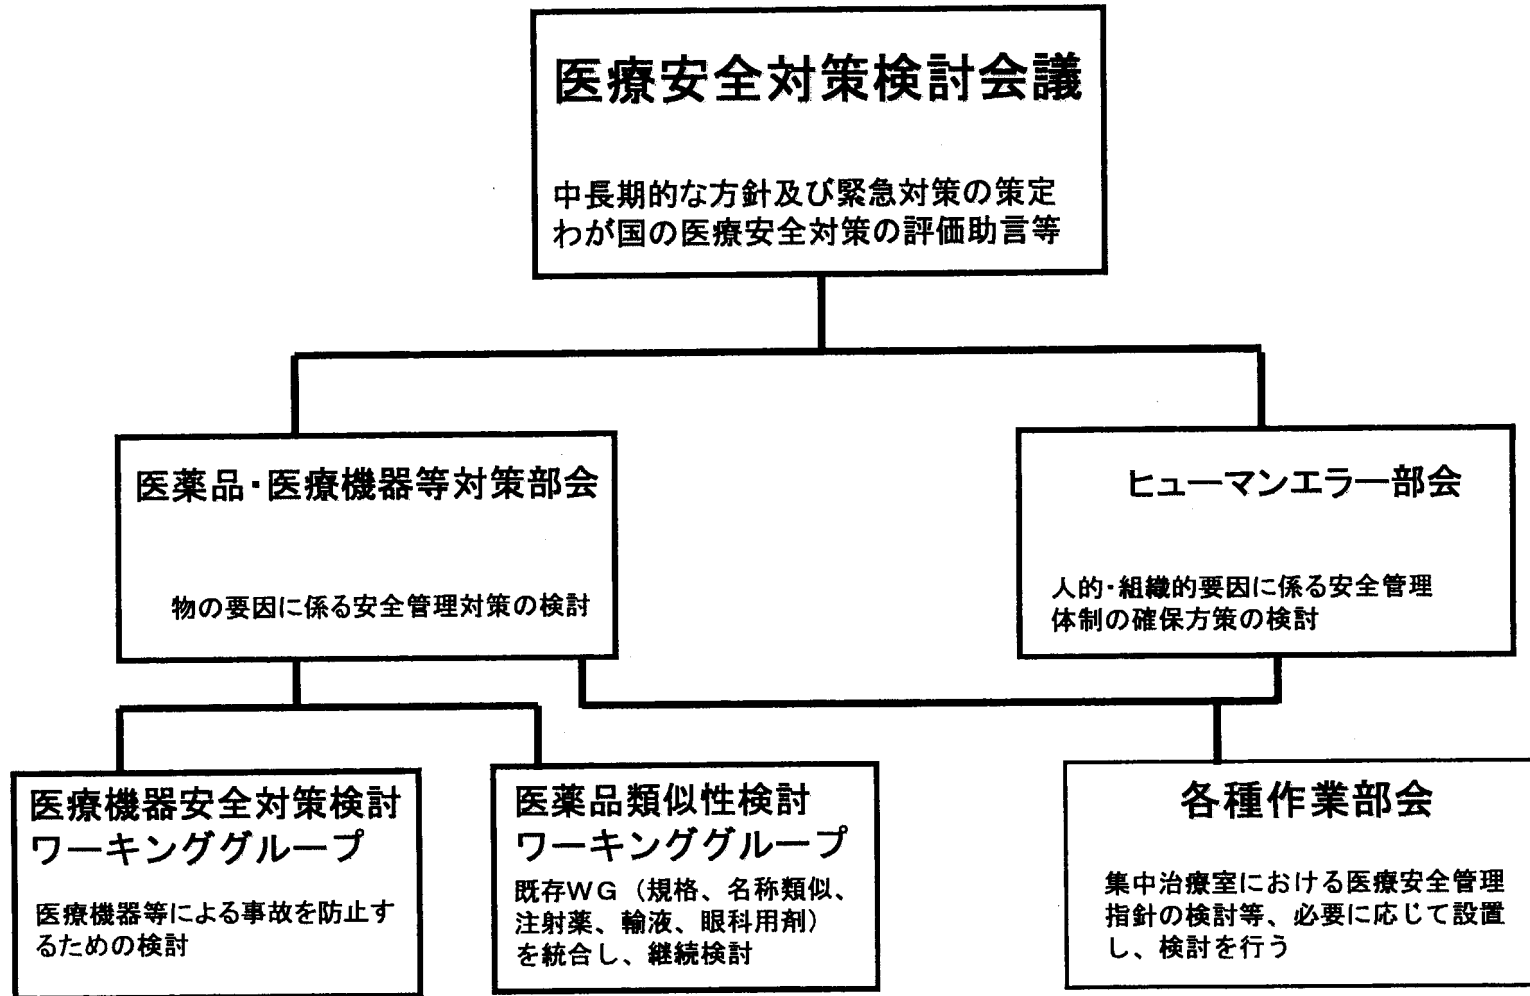 医療安全対策検討会議
中長期的な方針及び緊急対策の策定
わが国の医療安全対策の評価助言等
医薬品・医療機器等対策部会
物の要因に係る安全管理対策の検討
ヒューマンエラー部会
人的・組織的要因に係る安全管理
体制の確保方策の検討
医療機器安全対策検討
ワーキンググループ
医療機器等による事故を防止す
るための検討
医薬品類似性検討
ワーキンググループ
既存WG（規格、名称類似、
注射薬、輸液、眼科用剤）
を統合し、継続検討
各種作業部会
集中治療室における医療安全管理
指針の検討等、必要に応じて設置
し、検討を行う